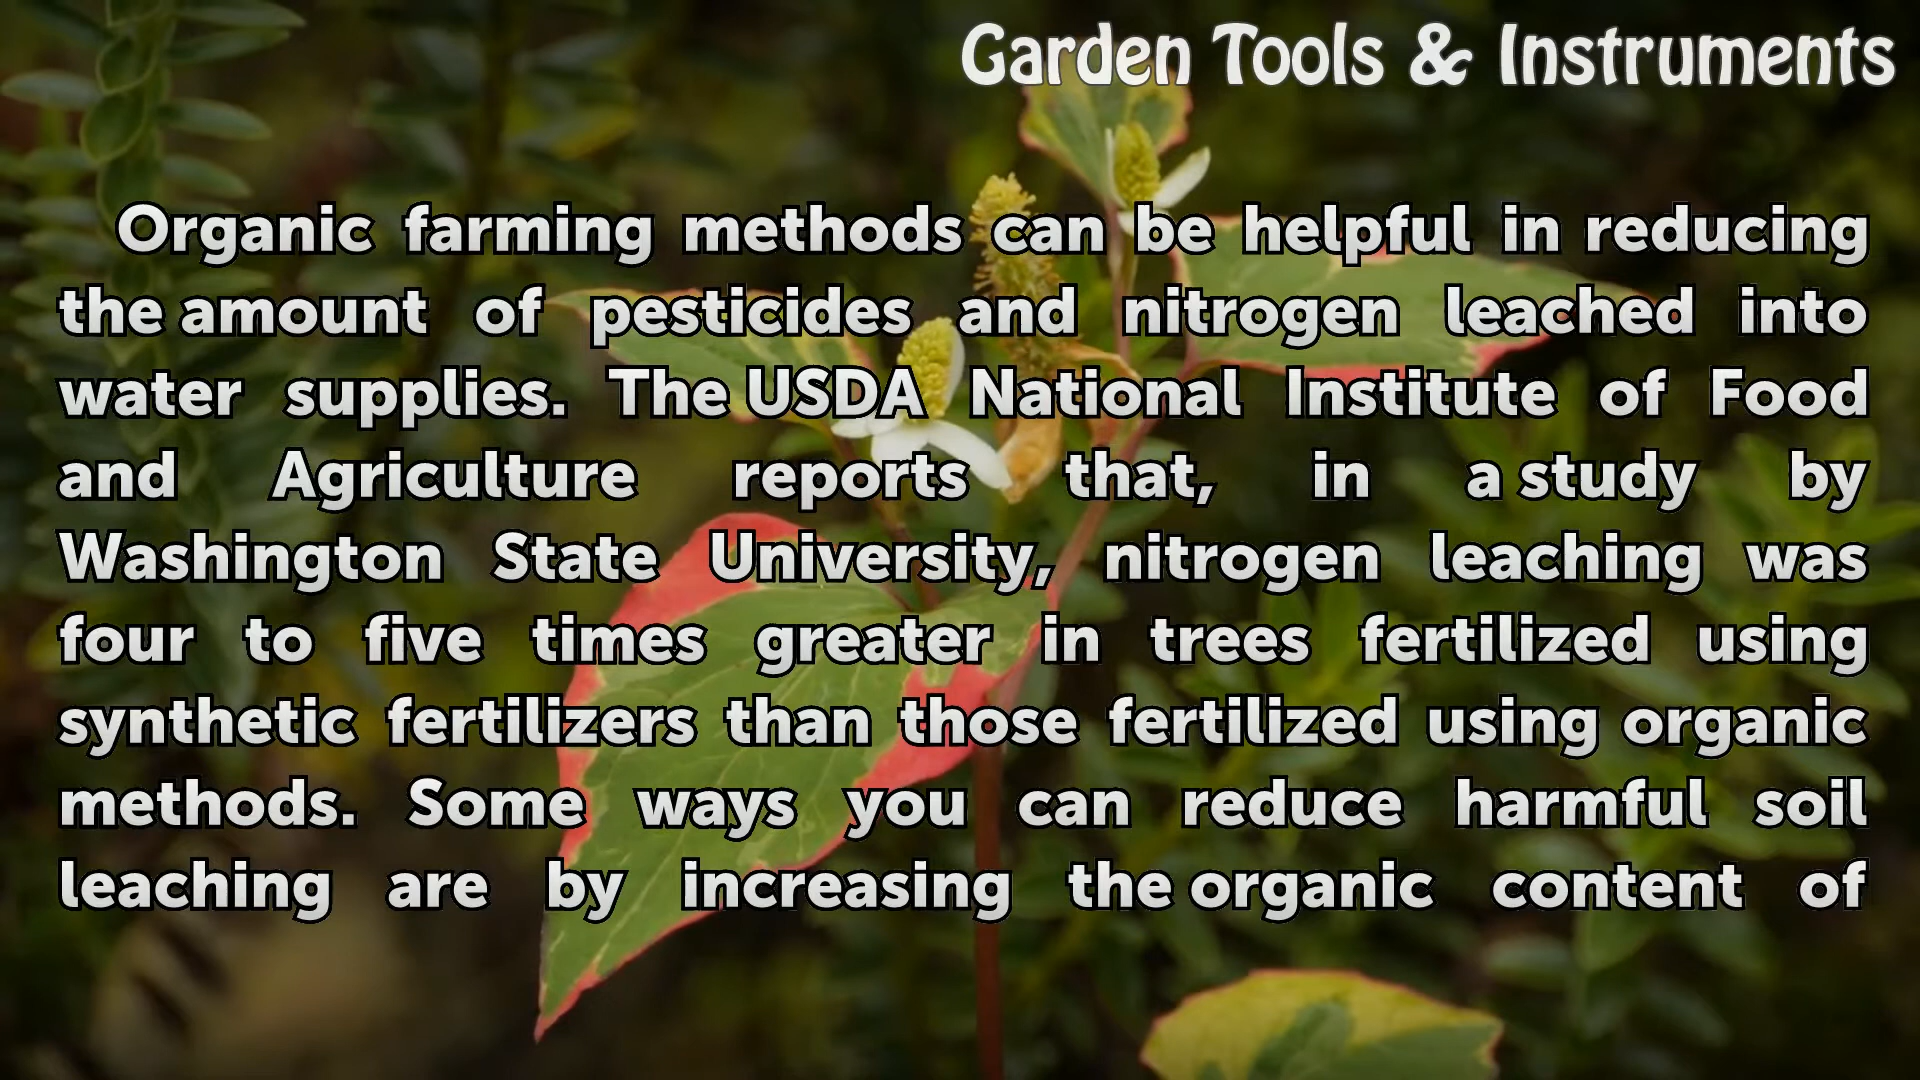 Garden Tools & Instruments
Organic farming methods can be helpful in reducing
the amount of pesticides and nitrogen leached into
water supplies. The USDA National Institute of Food
and Agriculture reports that, in a study by
Washington State University, nitrogen leaching was
four to five times greater in trees fertilized using
synthetic fertilizers than those fertilized using organic
methods. Some ways you can reduce harmful soil
leaching are by increasing the organic content of